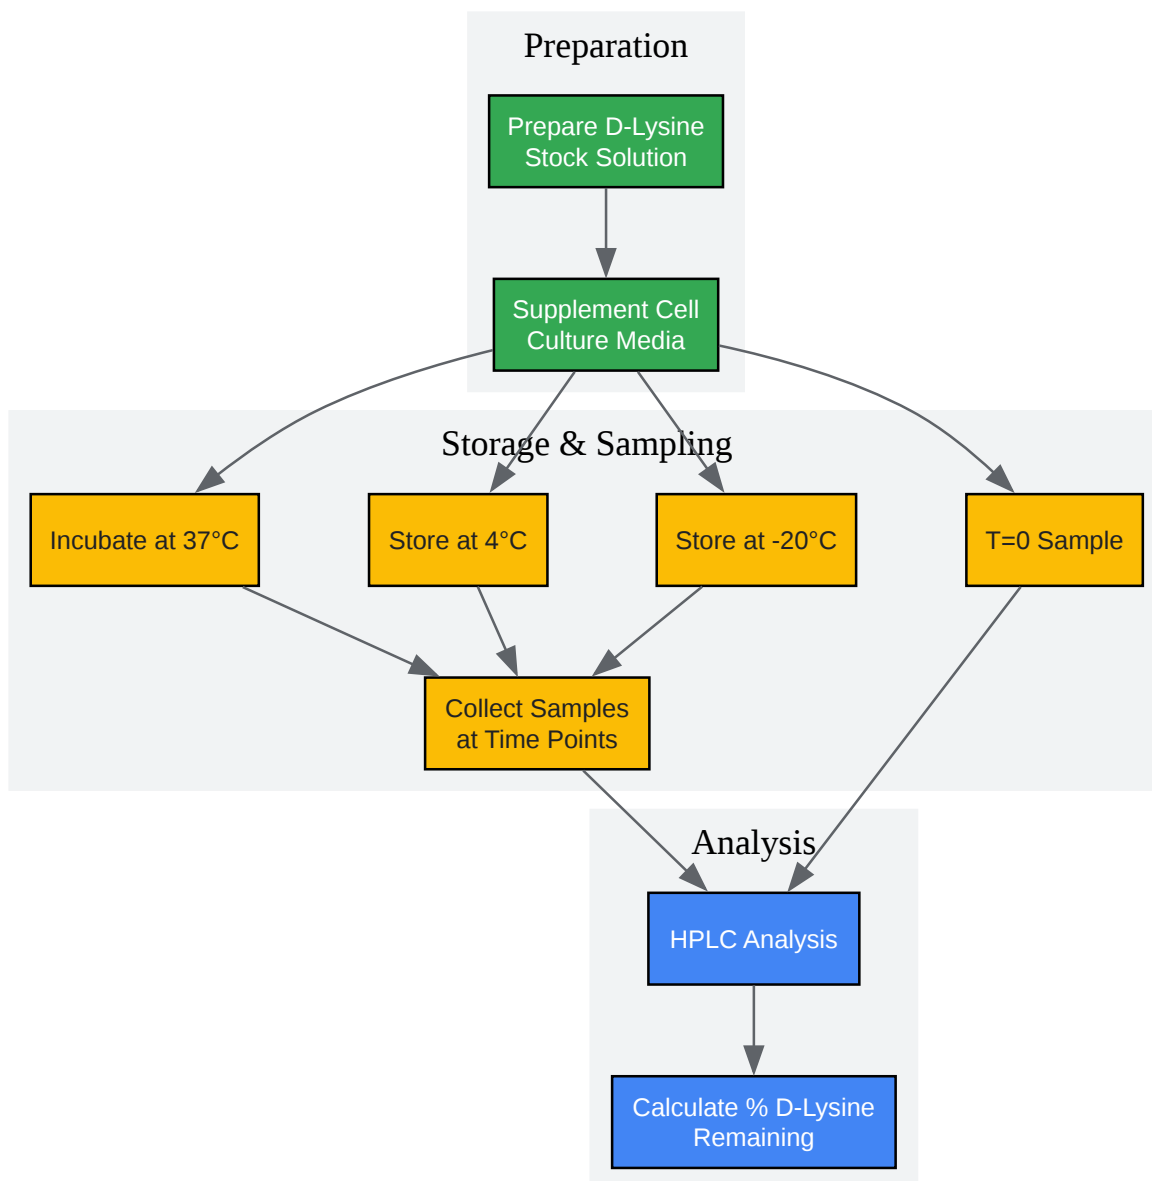 Preparation
Prepare D-Lysine
Stock Solution
Supplement Cell
Culture Media
Storage & Sampling
Incubate at 37°C
Store at 4°C
Store at -20°C
T=0 Sample
Collect Samples
at Time Points
Analysis
HPLC Analysis
Calculate % D-Lysine
Remaining